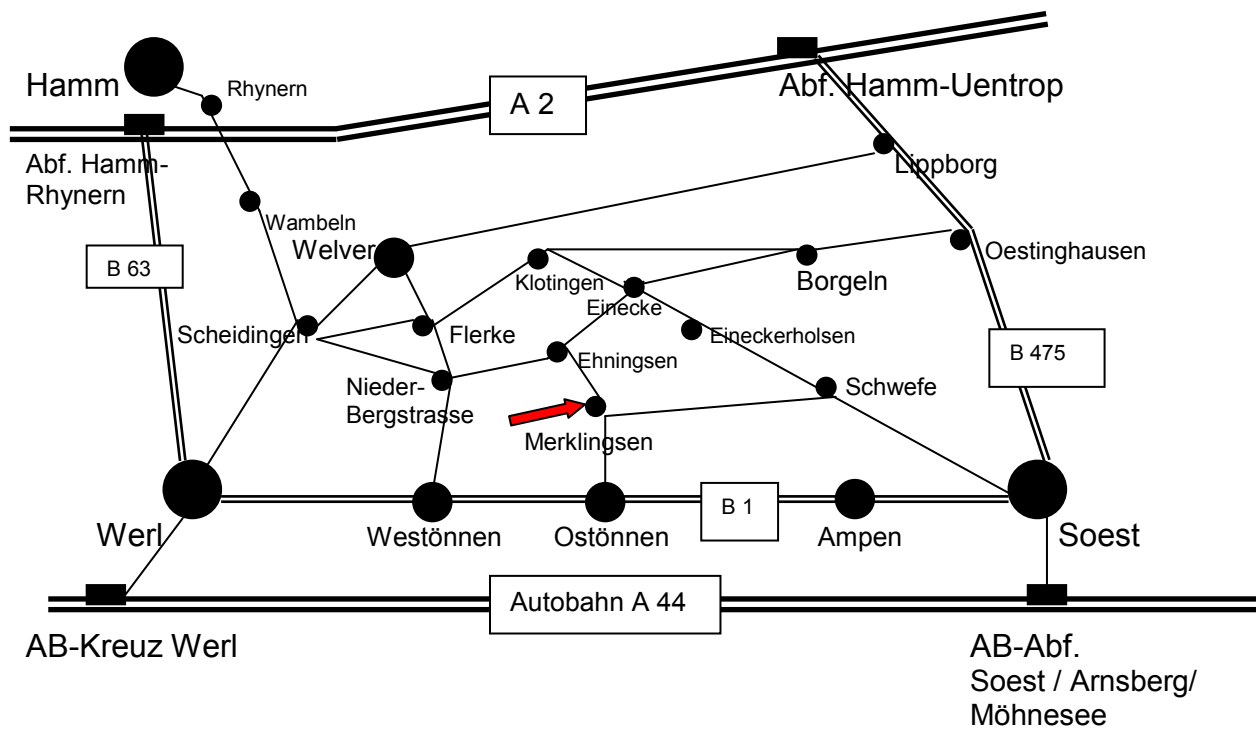 Hamm
Rhynern
A 2
Abf. Hamm-Uentrop
Abf. Hamm-
Rhynern
Lippborg
Wambeln
Welver
B 63
Klotingen
Borgeln
Oestinghausen
Einecke
Scheidingen
Flerke
Eineckerholsen
B 475
Ehningsen
Nieder-
Bergstrasse
Schwefe
Merklingsen
B 1
Werl
Westönnen
Ostönnen
Ampen
Soest
Autobahn A 44
AB-Kreuz Werl
AB-Abf.
Soest / Arnsberg/
Möhnesee